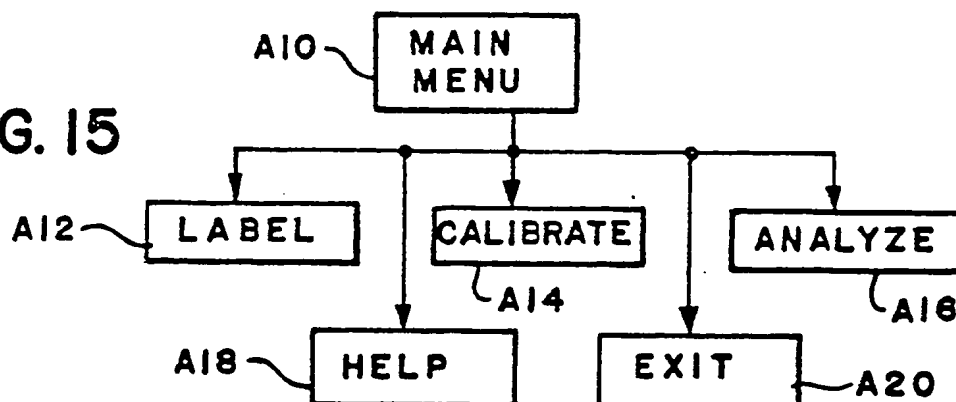 A10
MAIN
MENU
G. 15
A12
LABEL
CALIBRATE
ANALYZE
A14
A16
A18
HELP
EXIT
A20